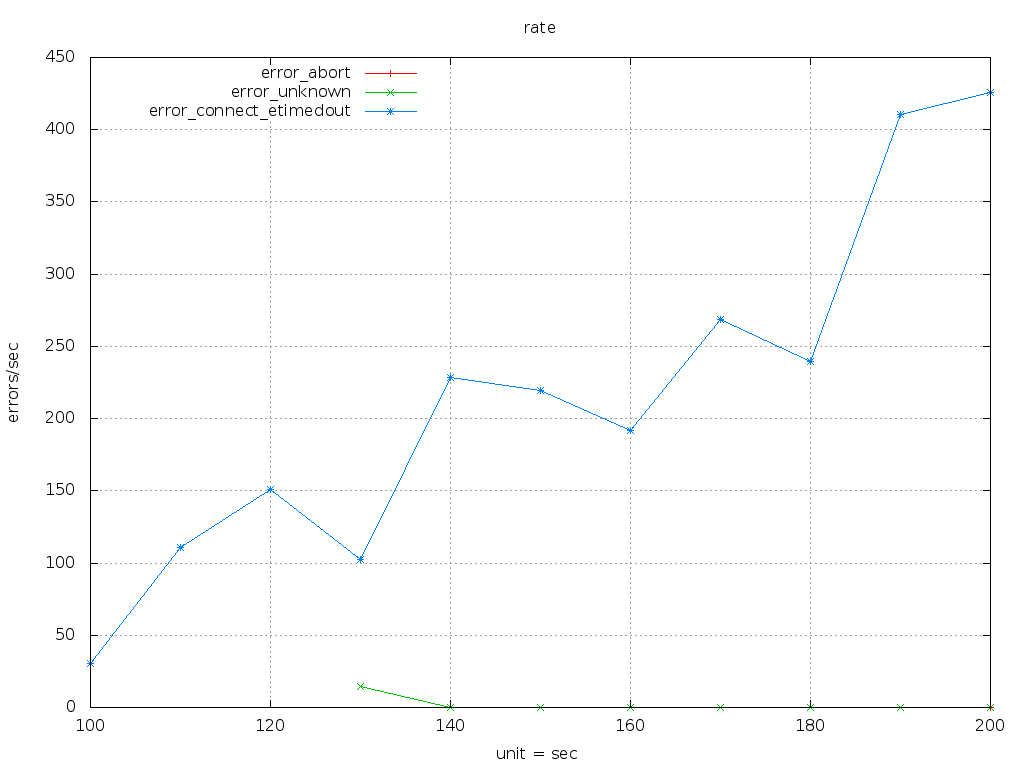 rate
450
error_abort
error_unknown
error_connect_etimedout
400
350
300
250
errors/sec
200
150
100
50
0
100 120 140 160 180 200
unit = sec